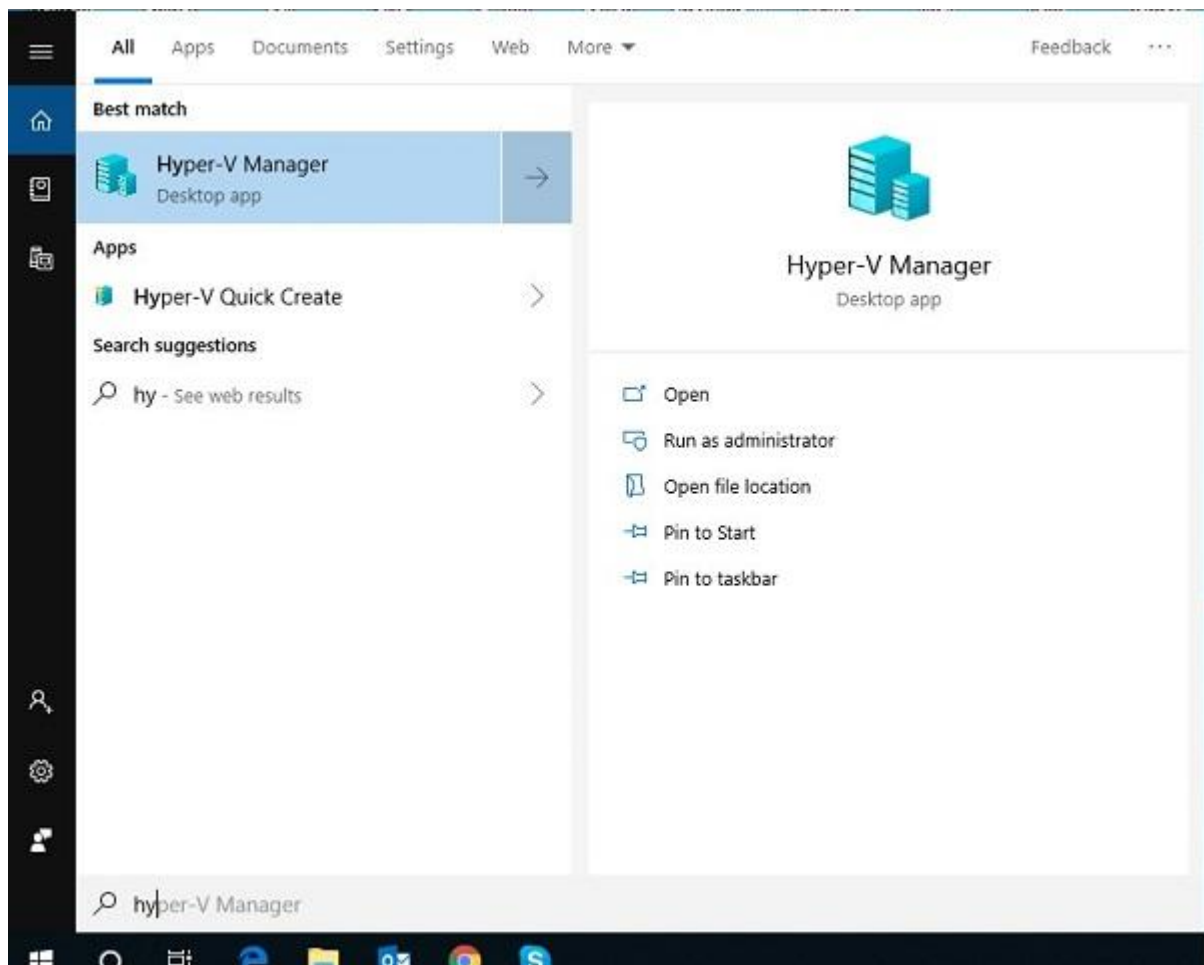 All Apps Documents Settings Web More Feedback ...
Best match
Hyper-V Manager
Desktop app
Apps
Hyper-V Quick Create
Search suggestions
hy - See web results
Hyper-V Manager
Desktop app
Open
Run as administrator
Open file location
Pin to Start
Pin to taskbar
hyper-V Manager